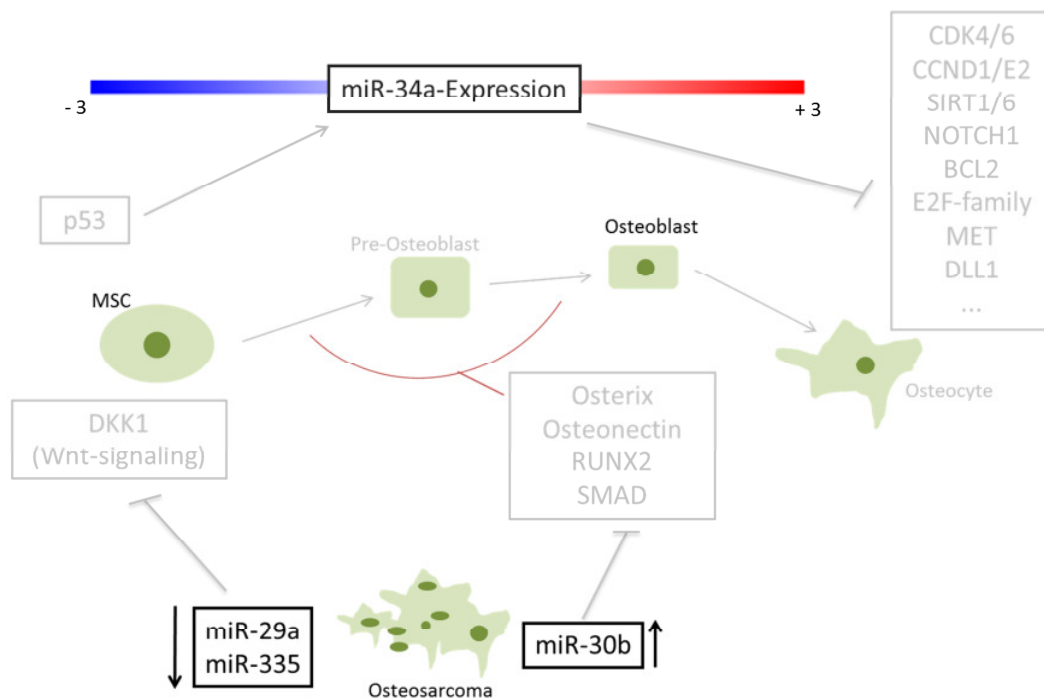 miR-34a-Expression
- 3
+ 3
CDK4/6
CCND1/E2
SIRT1/6
NOTCH1
BCL2
E2F-family
MET
DLL1
...
p53
Pre-Osteoblast
Osteoblast
MSC
Osteocyte
DKK1
(Wnt-signaling)
Osterix
Osteonectin
RUNX2
SMAD
miR-29a
miR-335
miR-30b
Osteosarcoma